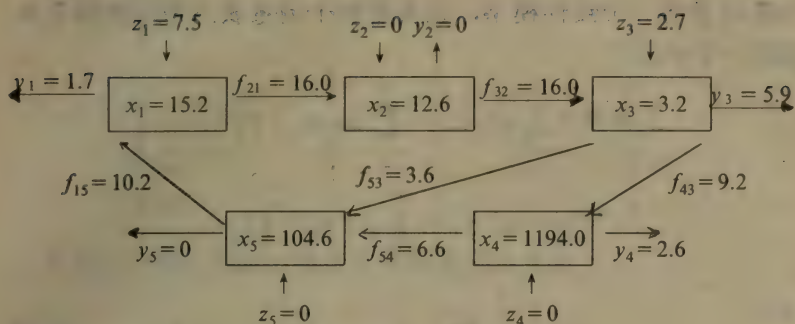 z₁ = 7.5 z₂ = 0 y₂ = 0 z₃ = 2.7
y₁ = 1.7 f₂₁ = 16.0 f₃₂ = 16.0 y₃ = 5.9
x₁ = 15.2 x₂ = 12.6 x₃ = 3.2
f₁₅ = 10.2 f₅₃ = 3.6 f₄₃ = 9.2
x₅ = 104.6 x₄ = 1194.0
y₅ = 0 f₅₄ = 6.6 y₄ = 2.6
z₅ = 0 z₄ = 0